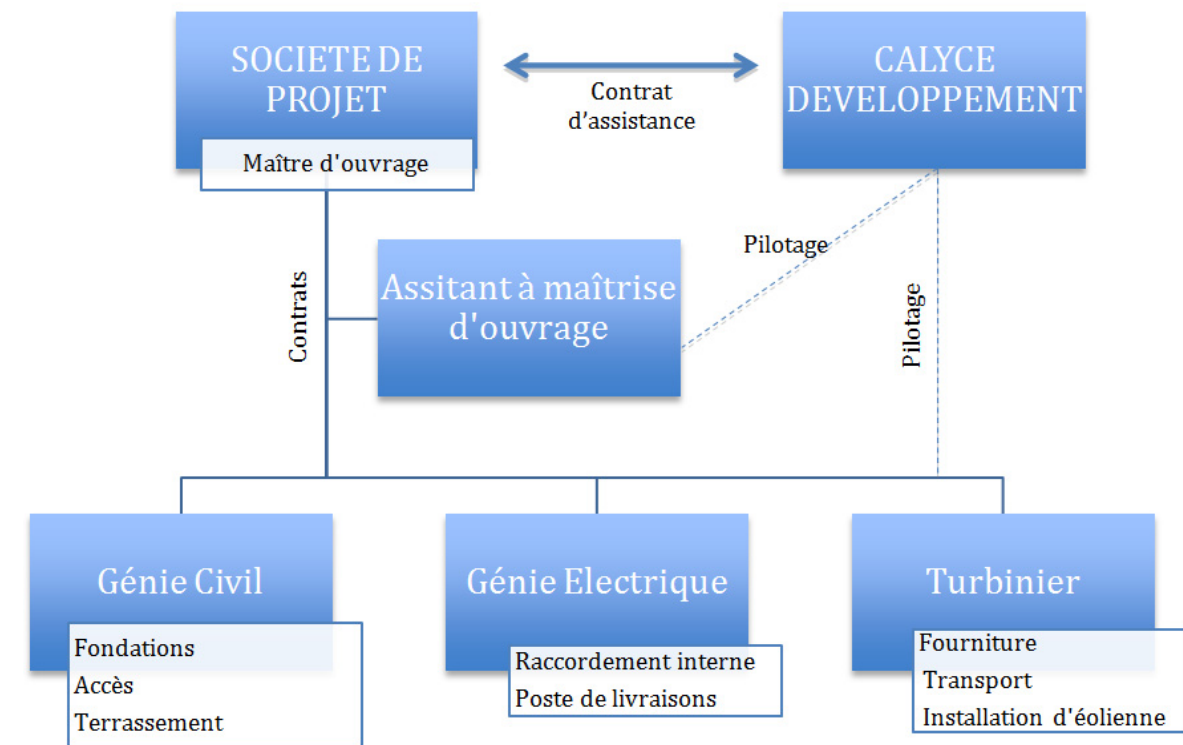 SOCIETE DE
PROJET
Maître d'ouvrage
Contrat
d'assistance
CALYCE
DEVELOPPEMENT
Contrats
Assitant à maîtrise
d'ouvrage
Pilotage
Pilotage
Génie Civil
Fondations
Accès
Terrassement
Génie Electrique
Raccordement interne
Poste de livraisons
Turbinier
Fourniture
Transport
Installation d'éolienne